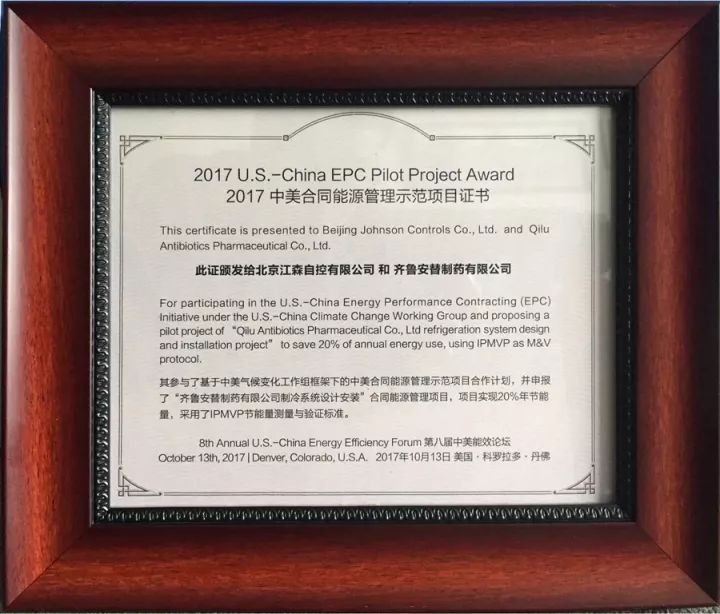 2017 U.S.-China EPC Pilot Project Award
2017 中美合同能源管理示范项目证书
This certificate is presented to Beijing Johnson Controls Co., Ltd. and Qilu
Antibiotics Pharmaceutical Co., Ltd.
此证颁发给北京江森自控有限公司 和 齐鲁安替制药有限公司
For participating in the U.S.-China Energy Performance Contracting (EPC)
Initiative under the U.S.-China Climate Change Working Group and proposing a
pilot project of “Qilu Antibiotics Pharmaceutical Co., Ltd refrigeration system design
and installation project” to save 20% of annual energy use, using IPMVP as M&V
protocol.
其参与了基于中美气候变化工作组框架下的中美合同能源管理示范项目合作计划，并申报
了“齐鲁安替制药有限公司制冷系统设计安装”合同能源管理项目，项目实现20%年节能
量，采用了IPMVP节能量测量与验证标准。
8th Annual U.S.-China Energy Efficiency Forum 第八届中美能效论坛
October 13th, 2017 | Denver, Colorado, U.S.A. 2017年10月13日 美国·科罗拉多·丹佛